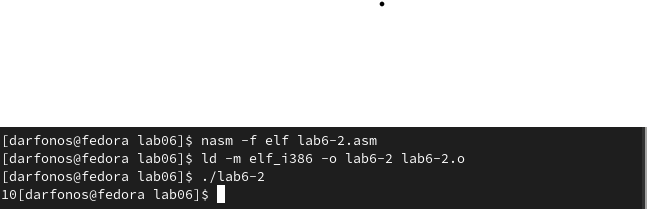 [darfonos@fedora lab06]$ nasm -f elf lab6-2.asm
[darfonos@fedora lab06]$ ld -m elf_i386 -o lab6-2 lab6-2.o
[darfonos@fedora lab06]$ ./lab6-2
10[darfonos@fedora lab06]$